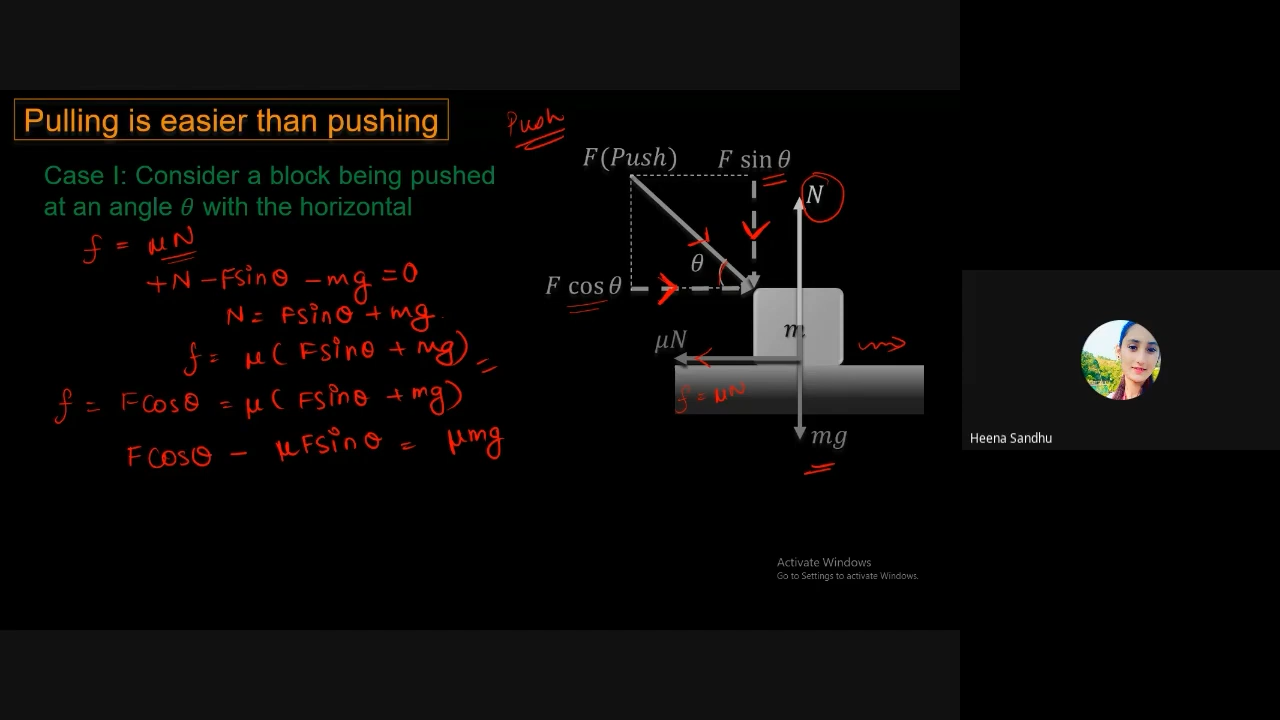 Pulling is easier than pushing
Push
Case I: Consider a block being pushed
at an angle θ with the horizontal
f = μN
+N - Fsinθ - mg = 0
N = Fsinθ + mg.
f = μ( Fsinθ + mg)
f = Fcosθ = μ( Fsinθ + mg)
Fcosθ - μFsinθ = μmg
F(Push)
F sin θ
N
θ
F cos θ
m
μN
f = μN
mg
Activate Windows
Go to Settings to activate Windows.
Heena Sandhu